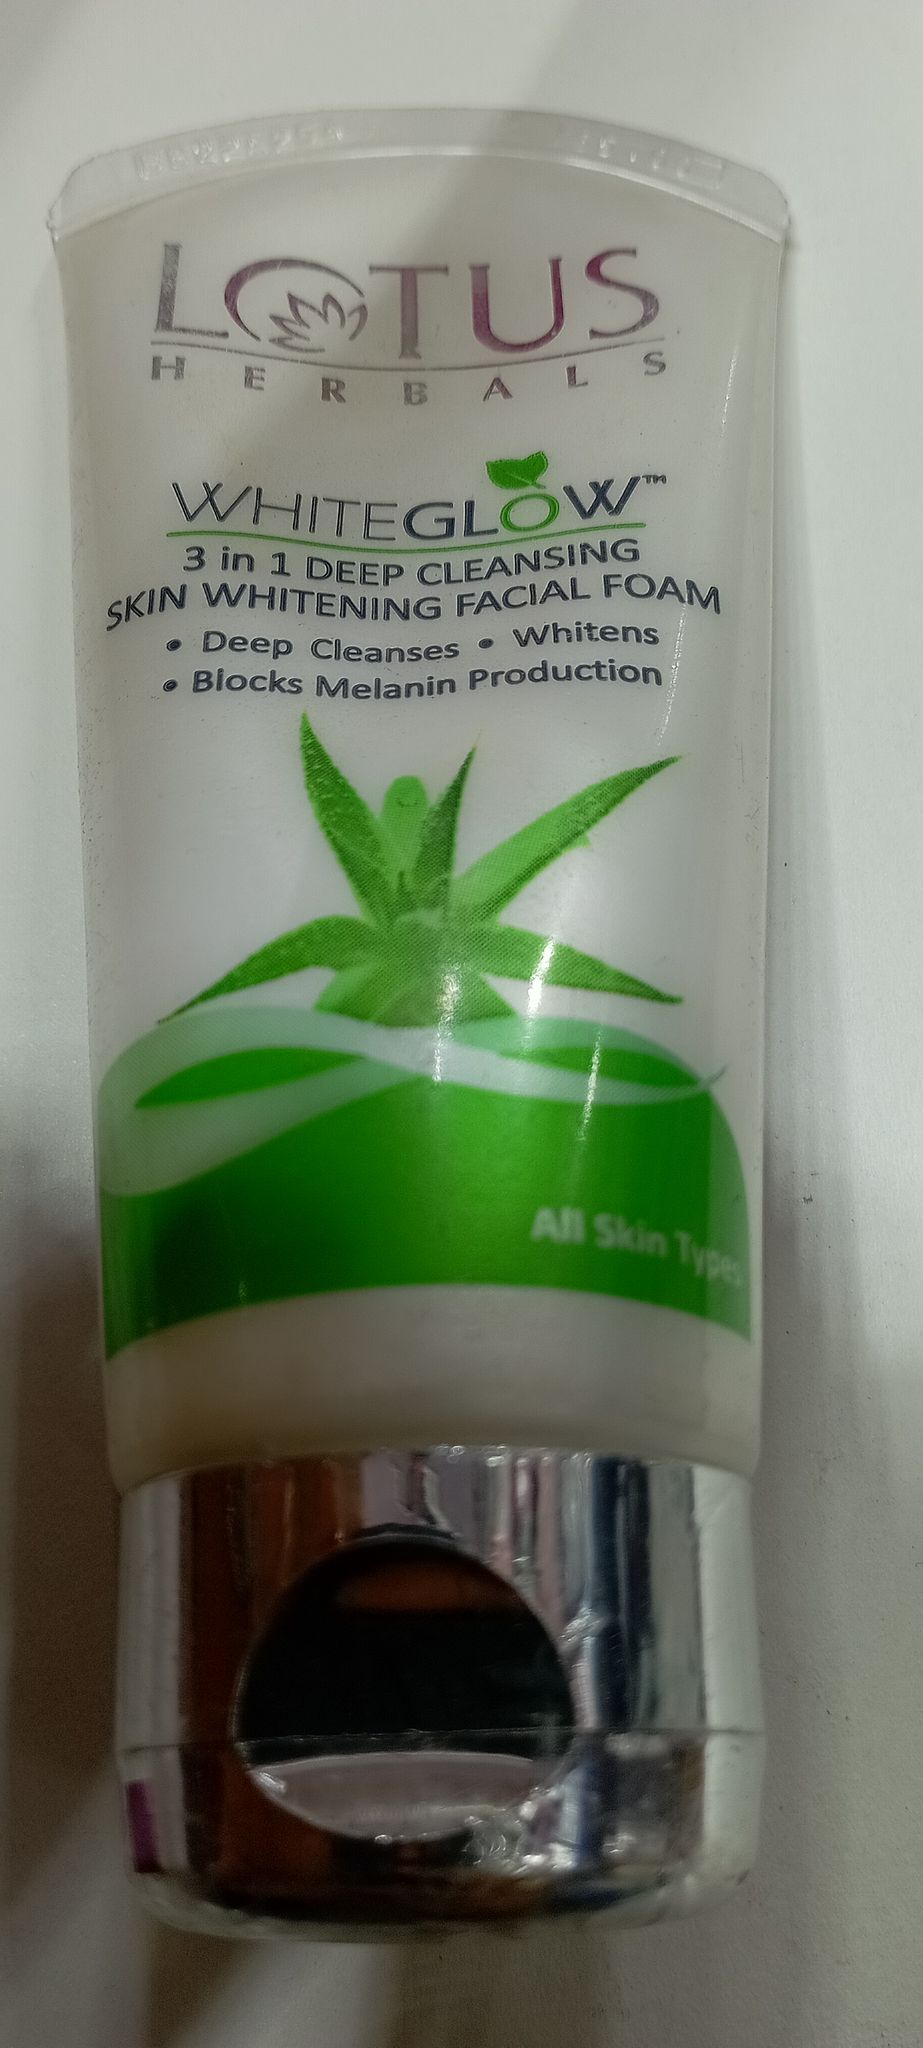 LOTUS
HERBALS
WHITEGLOW™
3 in 1 DEEP CLEANSING
SKIN WHITENING FACIAL FOAM
• Deep Cleanses • Whitens
• Blocks Melanin Production
All Skin Types